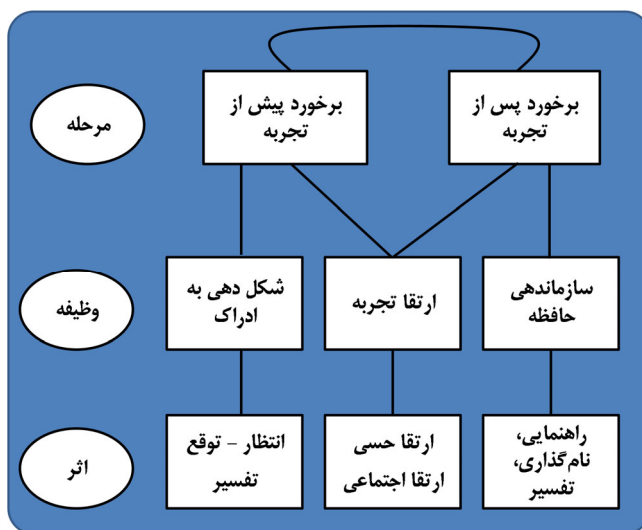 مرحله
برخورد پیش از
تجربه
برخورد پس از
تجربه
وظیفه
شکل دهی به
ادراک
ارتقا تجربه
سازماندهی
حافظه
اثر
انتظار – توقع
تفسیر
ارتقا حسی
ارتقا اجتماعی
راهنمایی،
نام‌گذاری،
تفسیر